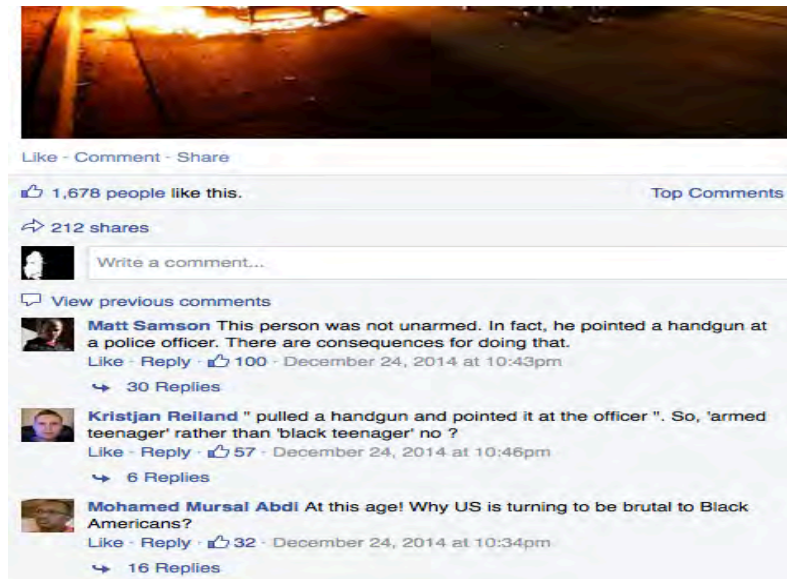 Like - Comment - Share
1,678 people like this. Top Comments
212 shares
Write a comment...
View previous comments
Matt Samson This person was not unarmed. In fact, he pointed a handgun at
a police officer. There are consequences for doing that.
Like · Reply · 100 · December 24, 2014 at 10:43pm
30 Replies
Kristjan Reiland " pulled a handgun and pointed it at the officer ". So, 'armed
teenager' rather than 'black teenager' no ?
Like · Reply · 57 · December 24, 2014 at 10:46pm
6 Replies
Mohamed Mursal Abdi At this age! Why US is turning to be brutal to Black
Americans?
Like · Reply · 32 · December 24, 2014 at 10:34pm
16 Replies